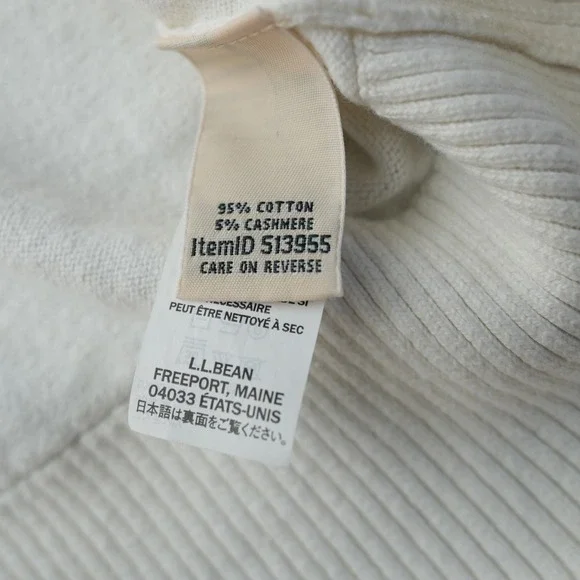 95% COTTON
5% CASHMERE
ItemID 513955
CARE ON REVERSE
NÉCESSAIRE
PEUT ÊTRE NETTOYÉ À SEC
L.L.BEAN
FREEPORT, MAINE
04033 ÉTATS-UNIS
日本語は裏面をご覧ください。